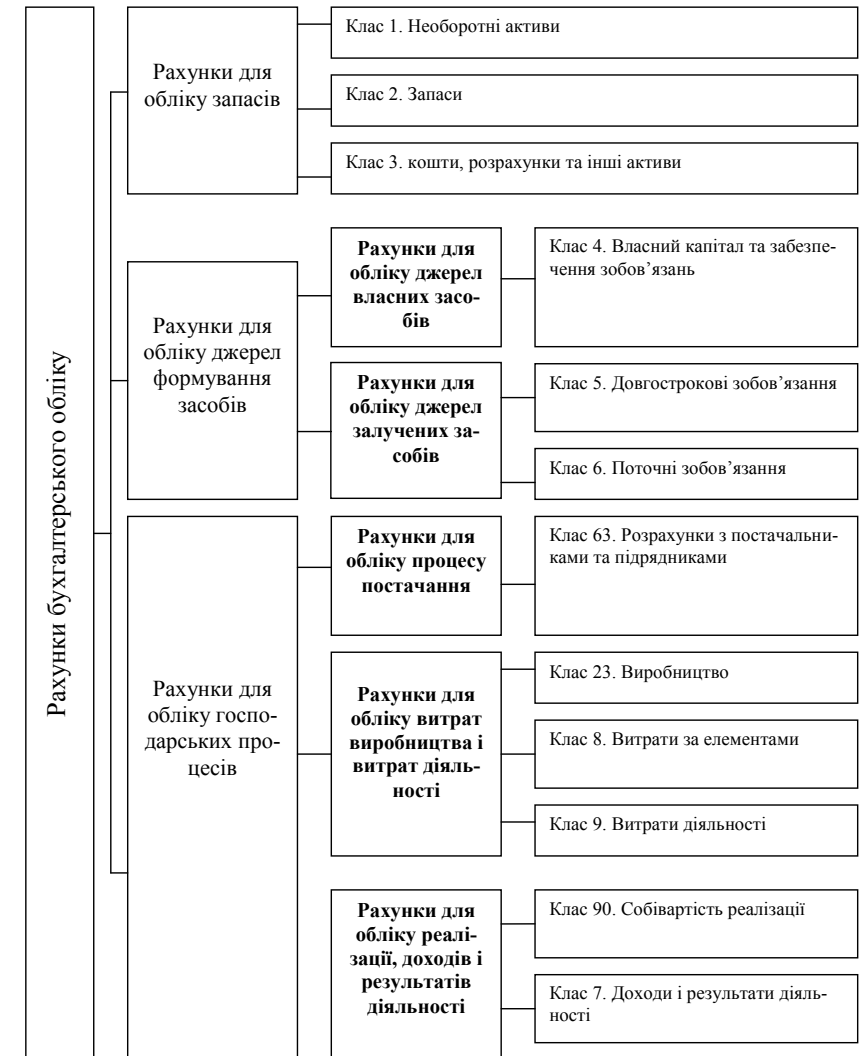 Рахунки бухгалтерського обліку
Рахунки для
обліку запасів
Клас 1. Необоротні активи
Клас 2. Запаси
Клас 3. кошти, розрахунки та інші активи
Рахунки для
обліку джерел
формування
засобів
Рахунки для
обліку джерел
власних засо-
бів
Клас 4. Власний капітал та забезпе-
чення зобов’язань
Рахунки для
обліку джерел
залучених за-
собів
Клас 5. Довгострокові зобов’язання
Клас 6. Поточні зобов’язання
Рахунки для
обліку госпо-
дарських про-
цесів
Рахунки для
обліку процесу
постачання
Клас 63. Розрахунки з постачальни-
ками та підрядниками
Рахунки для
обліку витрат
виробництва і
витрат діяль-
ності
Клас 23. Виробництво
Клас 8. Витрати за елементами
Клас 9. Витрати діяльності
Рахунки для
обліку реалі-
зації, доходів і
результатів
діяльності
Клас 90. Собівартість реалізації
Клас 7. Доходи і результати діяль-
ності